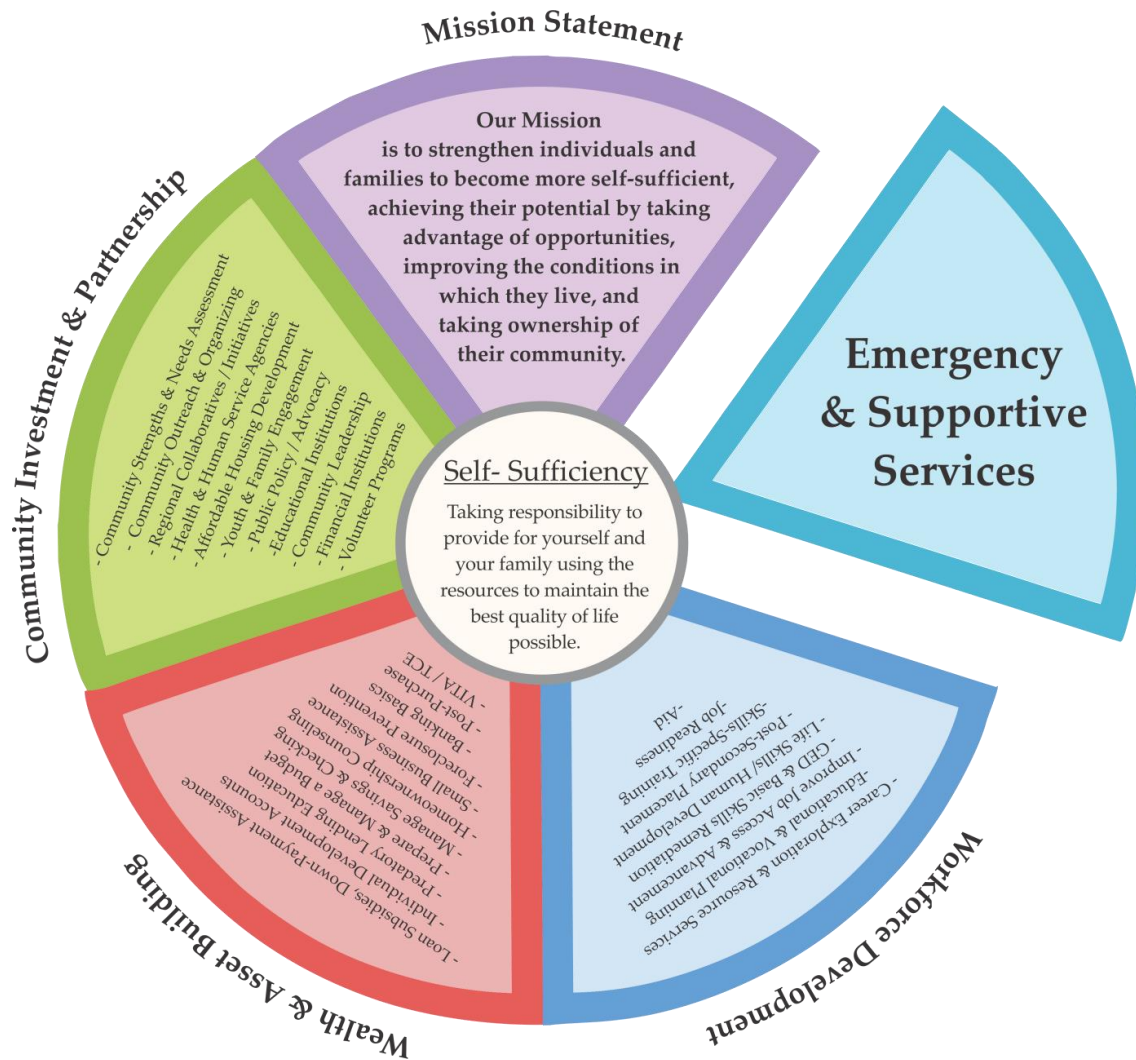 Mission Statement
Our Mission
is to strengthen individuals and
families to become more self-sufficient,
achieving their potential by taking
advantage of opportunities,
improving the conditions in
which they live, and
taking ownership of
their community.
Emergency
& Supportive
Services
Community Investment & Partnership
- Community Strengths & Needs Assessment
- Community Outreach & Organizing
- Regional Collaboratives / Initiatives
- Health & Human Service Agencies
- Affordable Housing Development
- Youth & Family Engagement
- Public Policy / Advocacy
-Educational Institutions
- Community Leadership
- Financial Institutions
- Volunteer Programs
Self- Sufficiency
Taking responsibility to
provide for yourself and
your family using the
resources to maintain the
best quality of life
possible.
Wealth & Asset Building
- Loan Subsidies, Down-Payment Assistance
- Individual Development Accounts
- Predatory Lending Education
- Prepare & Manage a Budget
- Manage Savings & Checking
- Homeownership Counseling
- Small Business Assistance
- Foreclosure Prevention
- Banking Basics
- Post-Purchase
- VITA / TCE
Workforce Development
- Career Exploration & Resource Services
-Educational & Vocational Planning
-Improve Job Access & Advancement
- GED & Basic Skills Remediation
- Life Skills/ Human Development
-Post-Secondary Placement
-Skills-Specific Training
-Job Readiness
-Aid